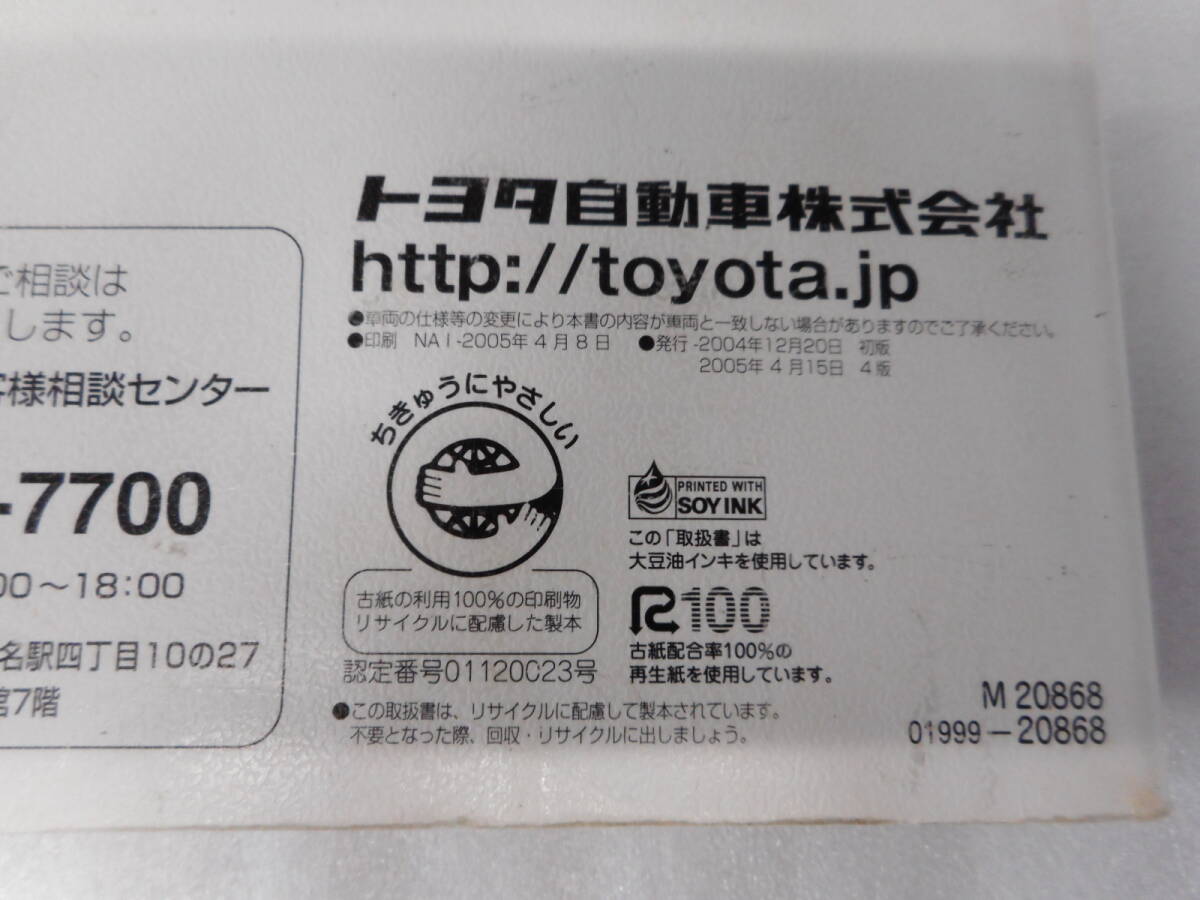 トヨタ自動車株式会社
http://toyota.jp
●車両の仕様等の変更により本書の内容が車両と一致しない場合がありますのでご了承ください。
●印刷 NAI-2005年4月8日 ●発行-2004年12月20日 初版
2005年4月15日 4版
ご相談は
します。
客様相談センター
-7700
00～18:00
名駅四丁目10の27
館7階
ちきゅうにやさしい
古紙の利用100%の印刷物
リサイクルに配慮した製本
認定番号01120023号
PRINTED WITH
SOY INK
この「取扱書」は
大豆油インキを使用しています。
R100
古紙配合率100%の
再生紙を使用しています。
●この取扱書は、リサイクルに配慮して製本されています。
不要となった際、回収・リサイクルに出しましょう。
M 20868
01999-20868